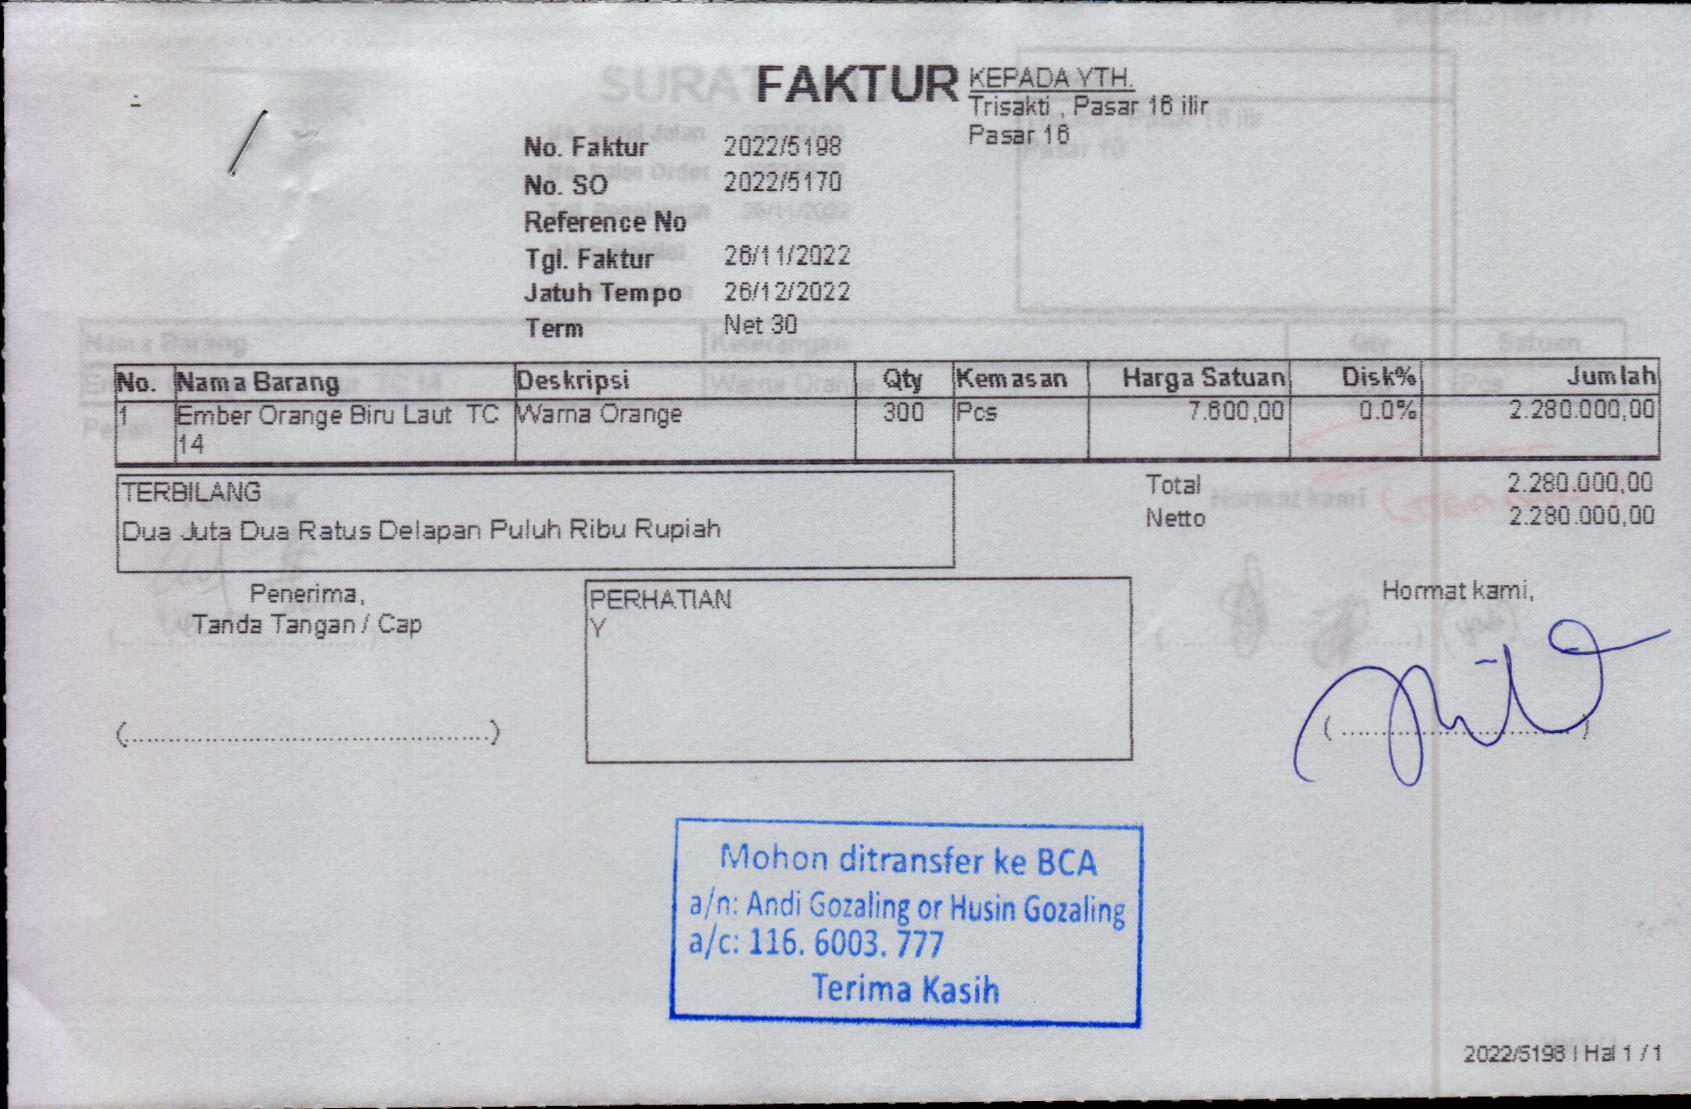 FAKTUR
KEPADA YTH.
Trisakti , Pasar 16 ilir
Pasar 16
No. Faktur 2022/5198
No. SO 2022/5170
Reference No
Tgl. Faktur 26/11/2022
Jatuh Tempo 26/12/2022
Term Net 30
No. Nama Barang Deskripsi Qty Kemasan Harga Satuan Disk% Jumlah
1 Ember Orange Biru Laut TC Warna Orange 300 Pcs 7.600,00 0.0% 2.280.000,00
14
TERBILANG
Dua Juta Dua Ratus Delapan Puluh Ribu Rupiah
Total 2.280.000,00
Netto 2.280.000,00
Penerima,
Tanda Tangan / Cap
(..................................................)
PERHATIAN
Y
Hormat kami,
(..................................)
Mohon ditransfer ke BCA
a/n: Andi Gozaling or Husin Gozaling
a/c: 116. 6003. 777
Terima Kasih
2022/5198 | Hal 1 / 1